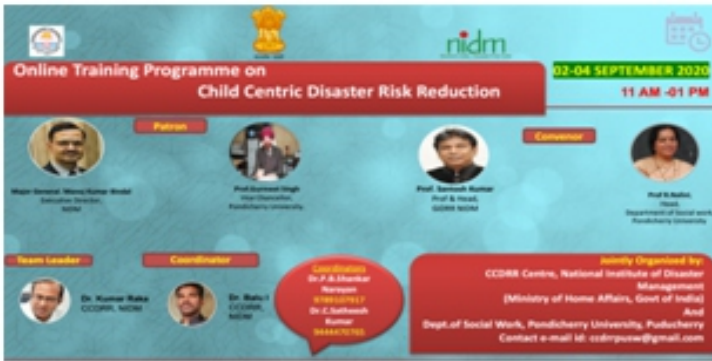 nidm
Online Training Programme on
Child Centric Disaster Risk Reduction
02-04 SEPTEMBER 2020
11 AM -01 PM
Patron
Convenor
Major General. Manoj Kumar Bindal
Executive Director,
NIDM
Prof.Gurmeet Singh
Vice Chancellor,
Pondicherry University
Prof. Santosh Kumar
Prof & Head,
GIDRR NIDM
Head,
Department of Social work
Pondicherry University
Team Leader
Coordinator
Dr. Kumar Raka
CCDRR, NIDM
Dr. Balu I
CCDRR,
NIDM
Coordinators
Dr.P.B.Shankar
Narayan
Dr.C.Satheesh
Kumar
Jointly Organized by:
CCDRR Centre, National Institute of Disaster
Management
(Ministry of Home Affairs, Govt of India)
And
Dept.of Social Work, Pondicherry University, Puducherry
Contact e-mail id: ccdrrpusw@gmail.com